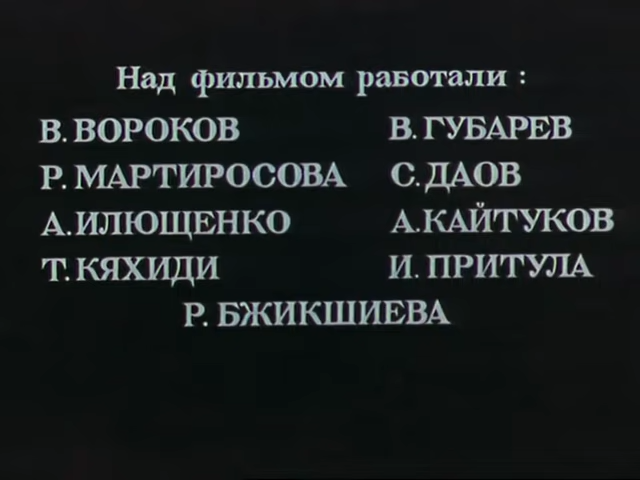 Над фильмом работали :
В. ВОРОКОВ В. ГУБАРЕВ
Р. МАРТИРОСОВА С. ДАОВ
А. ИЛЮЩЕНКО А. КАЙТУКОВ
Т. КЯХИДИ И. ПРИТУЛА
Р. БЖИКШИЕВА